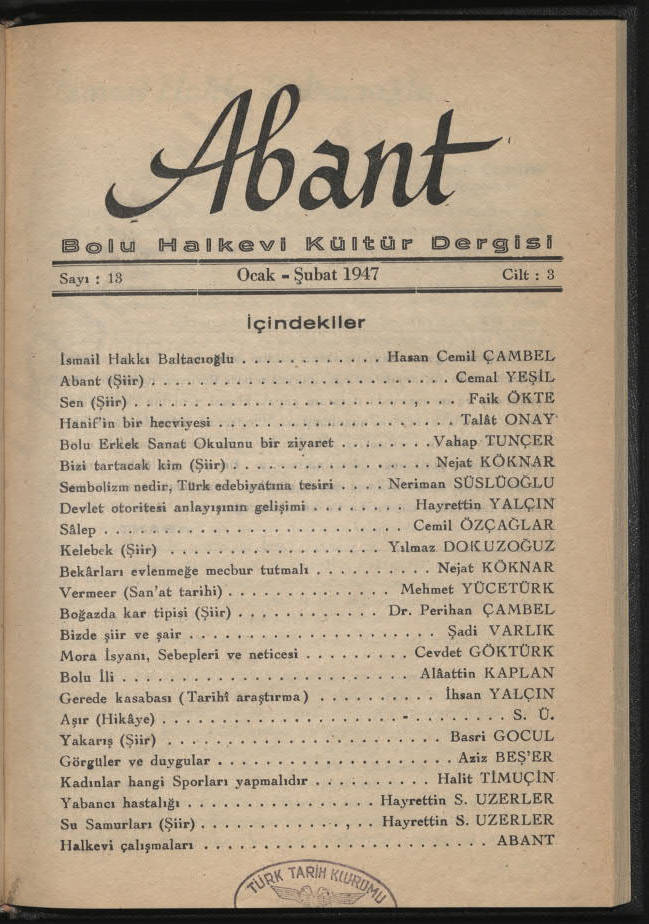 Abant
Bolu Halkevi Kültür Dergisi
Sayı : 13 Ocak - Şubat 1947 Cilt : 3
İçindekiler
İsmail Hakkı Baltacıoğlu . . . . . . . . . . . . Hasan Cemil ÇAMBEL
Abant (Şiir) . . . . . . . . . . . . . . . . . . . . Cemal YEŞİL
Sen (Şiir) . . . . . . . . . . . . . . . . . . . . Faik ÖKTE
Hanif'in bir hecviyesi . . . . . . . . . . . . . . . . Talât ONAY
Bolu Erkek Sanat Okulunu bir ziyaret . . . . . . . . Vahap TUNÇER
Bizi tartacak kim (Şiir) . . . . . . . . . . . . . . . Nejat KÖKNAR
Sembolizm nedir, Türk edebiyatına tesiri . . . . Neriman SÜSLÜOĞLU
Devlet otoritesi anlayışının gelişimi . . . . . . . . Hayrettin YALÇIN
Sâlep . . . . . . . . . . . . . . . . . . . . Cemil ÖZÇAĞLAR
Kelebek (Şiir) . . . . . . . . . . . . . . . . Yılmaz DOKUZOĞUZ
Bekârları evlenmeğe mecbur tutmalı . . . . . . . . . . Nejat KÖKNAR
Vermeer (San'at tarihi) . . . . . . . . . . . . . . Mehmet YÜCETÜRK
Boğazda kar tipisi (Şiir) . . . . . . . . . . . . Dr. Perihan ÇAMBEL
Bizde şiir ve şair . . . . . . . . . . . . . . . . . . Şadi VARLIK
Mora İsyanı, Sebepleri ve neticesi . . . . . . . . . Cevdet GÖKTÜRK
Bolu İli . . . . . . . . . . . . . . . . . . . . Alâattin KAPLAN
Gerede kasabası (Tarihî araştırma) . . . . . . . . . . İhsan YALÇIN
Aşır (Hikâye) . . . . . . . . . . . . . . . . . . . . S. Ü.
Yakarış (Şiir) . . . . . . . . . . . . . . . . . . Basri GOCUL
Görgüler ve duygular . . . . . . . . . . . . . . . . Aziz BEŞ'ER
Kadınlar hangi Sporları yapmalıdır . . . . . . . . . Halit TİMUÇİN
Yabancı hastalığı . . . . . . . . . . . . . . . Hayrettin S. UZERLER
Su Samurları (Şiir) . . . . . . . . . . . . . . Hayrettin S. UZERLER
Halkevi çalışmaları . . . . . . . . . . . . . . . . . . . . ABANT
TÜRK TARİH KURUMU